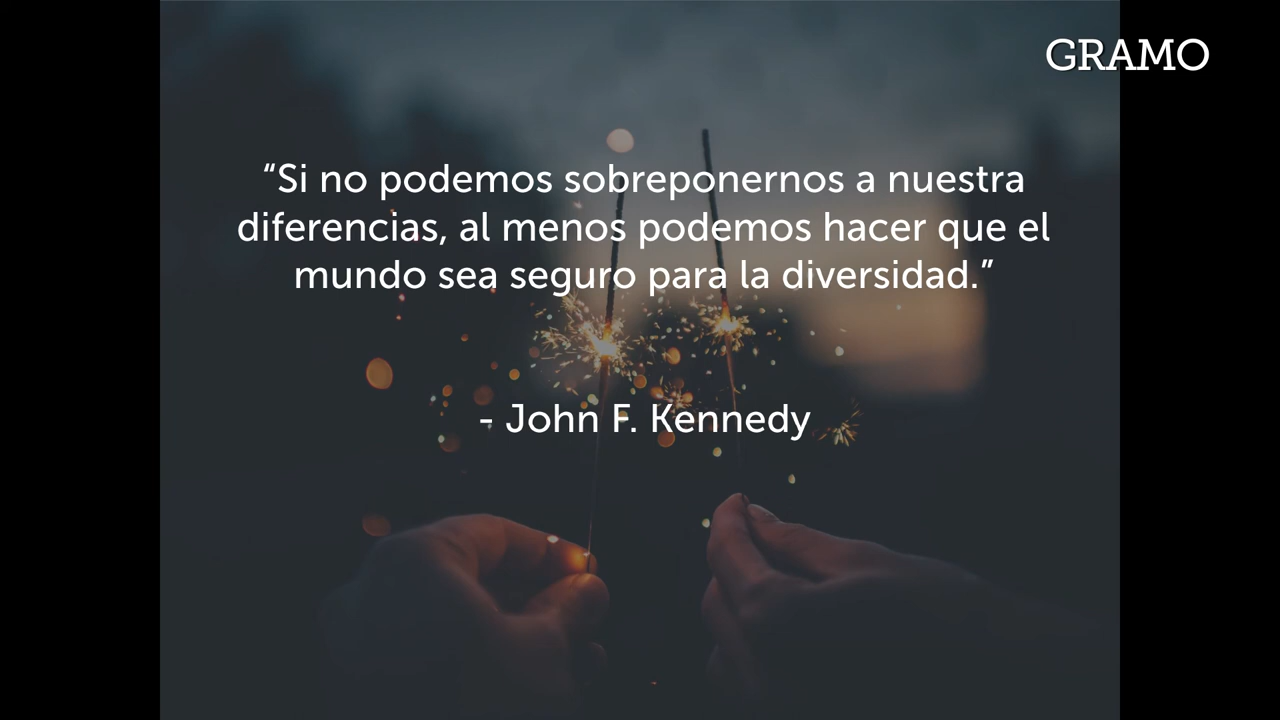 GRAMO
“Si no podemos sobreponernos a nuestra
diferencias, al menos podemos hacer que el
mundo sea seguro para la diversidad.”
- John F. Kennedy